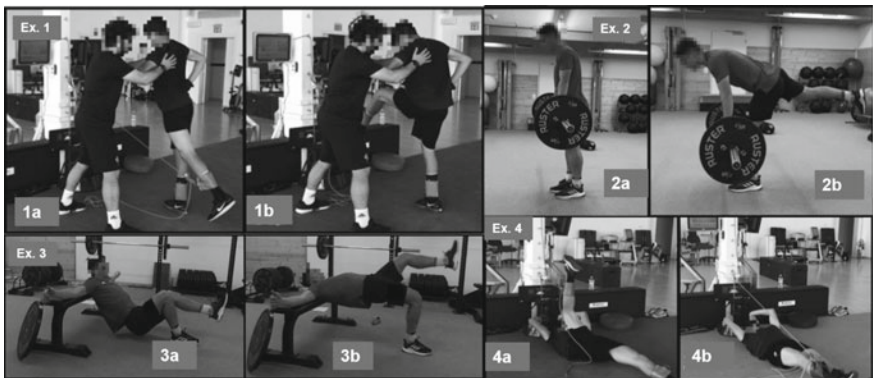 Ex. 1
1a
1b
Ex. 2
RUSTER
RUSTER
2a
RUSTER
RUSTER
2b
Ex. 3
3a
3b
Ex. 4
4a
4b